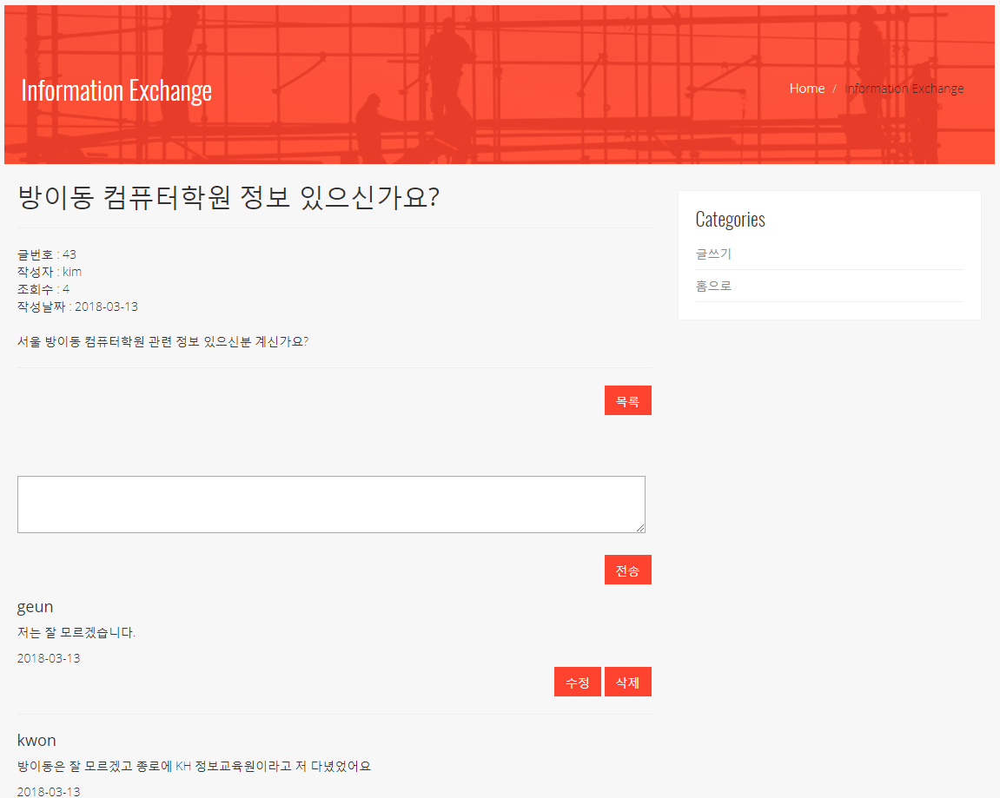 Information Exchange
Home / Information Exchange
방이동 컴퓨터학원 정보 있으신가요?
글번호 : 43
작성자 : kim
조회수 : 4
작성날짜 : 2018-03-13
서울 방이동 컴퓨터학원 관련 정보 있으신분 계신가요?
목록
전송
geun
저는 잘 모르겠습니다.
2018-03-13
수정 삭제
kwon
방이동은 잘 모르겠고 종로에 KH 정보교육원이라고 저 다녔었어요
2018-03-13
Categories
글쓰기
홈으로